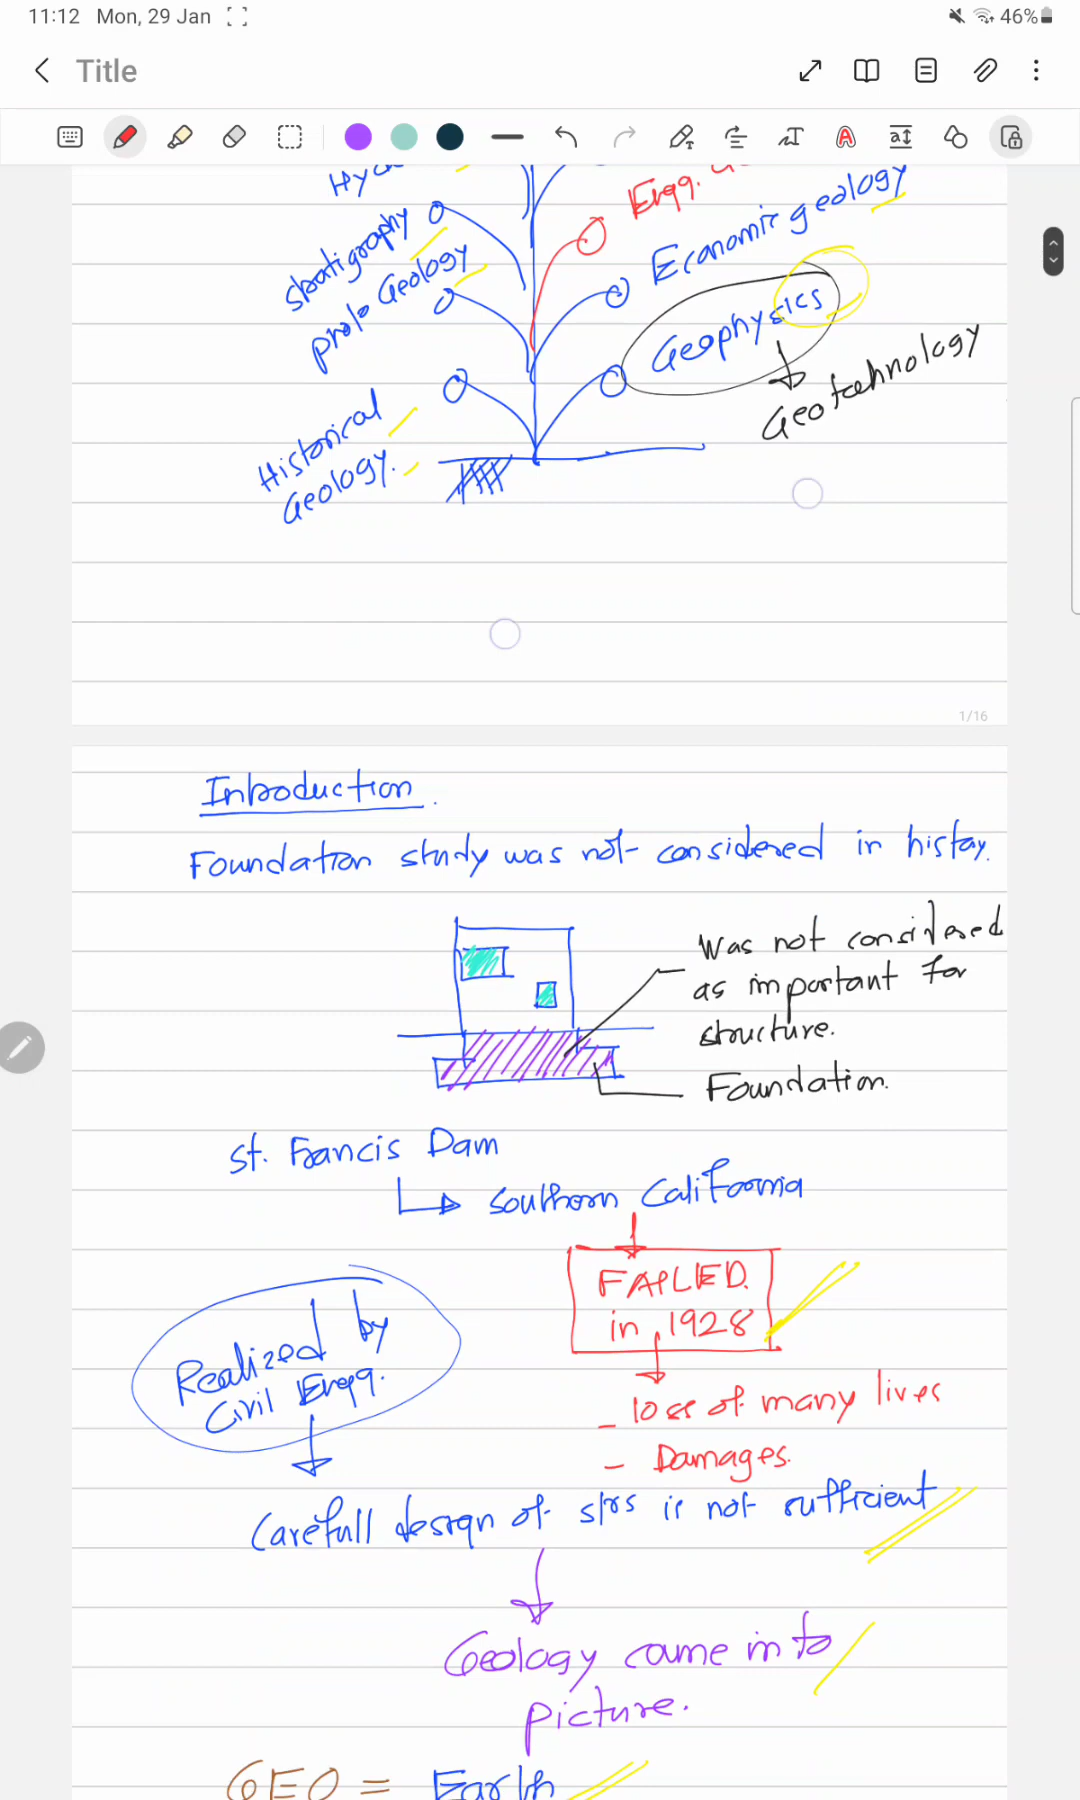 11:12 Mon, 29 Jan
46%
Title
stratigraphy
Geology
Historical
Geology.
Engg.
Economic geology
Geophysics
Geotechnology
1/16
Introduction.
Foundation study was not considered in histoy.
Was not considered
as important for
structure.
Foundation.
St. Francis Dam
Southern California
FAILED.
in 1928
Realized by
Civil Engg.
- loss of many lives
- Damages.
Carefull design of strs is not sufficient
Geology came into
picture.
GEO = Earth